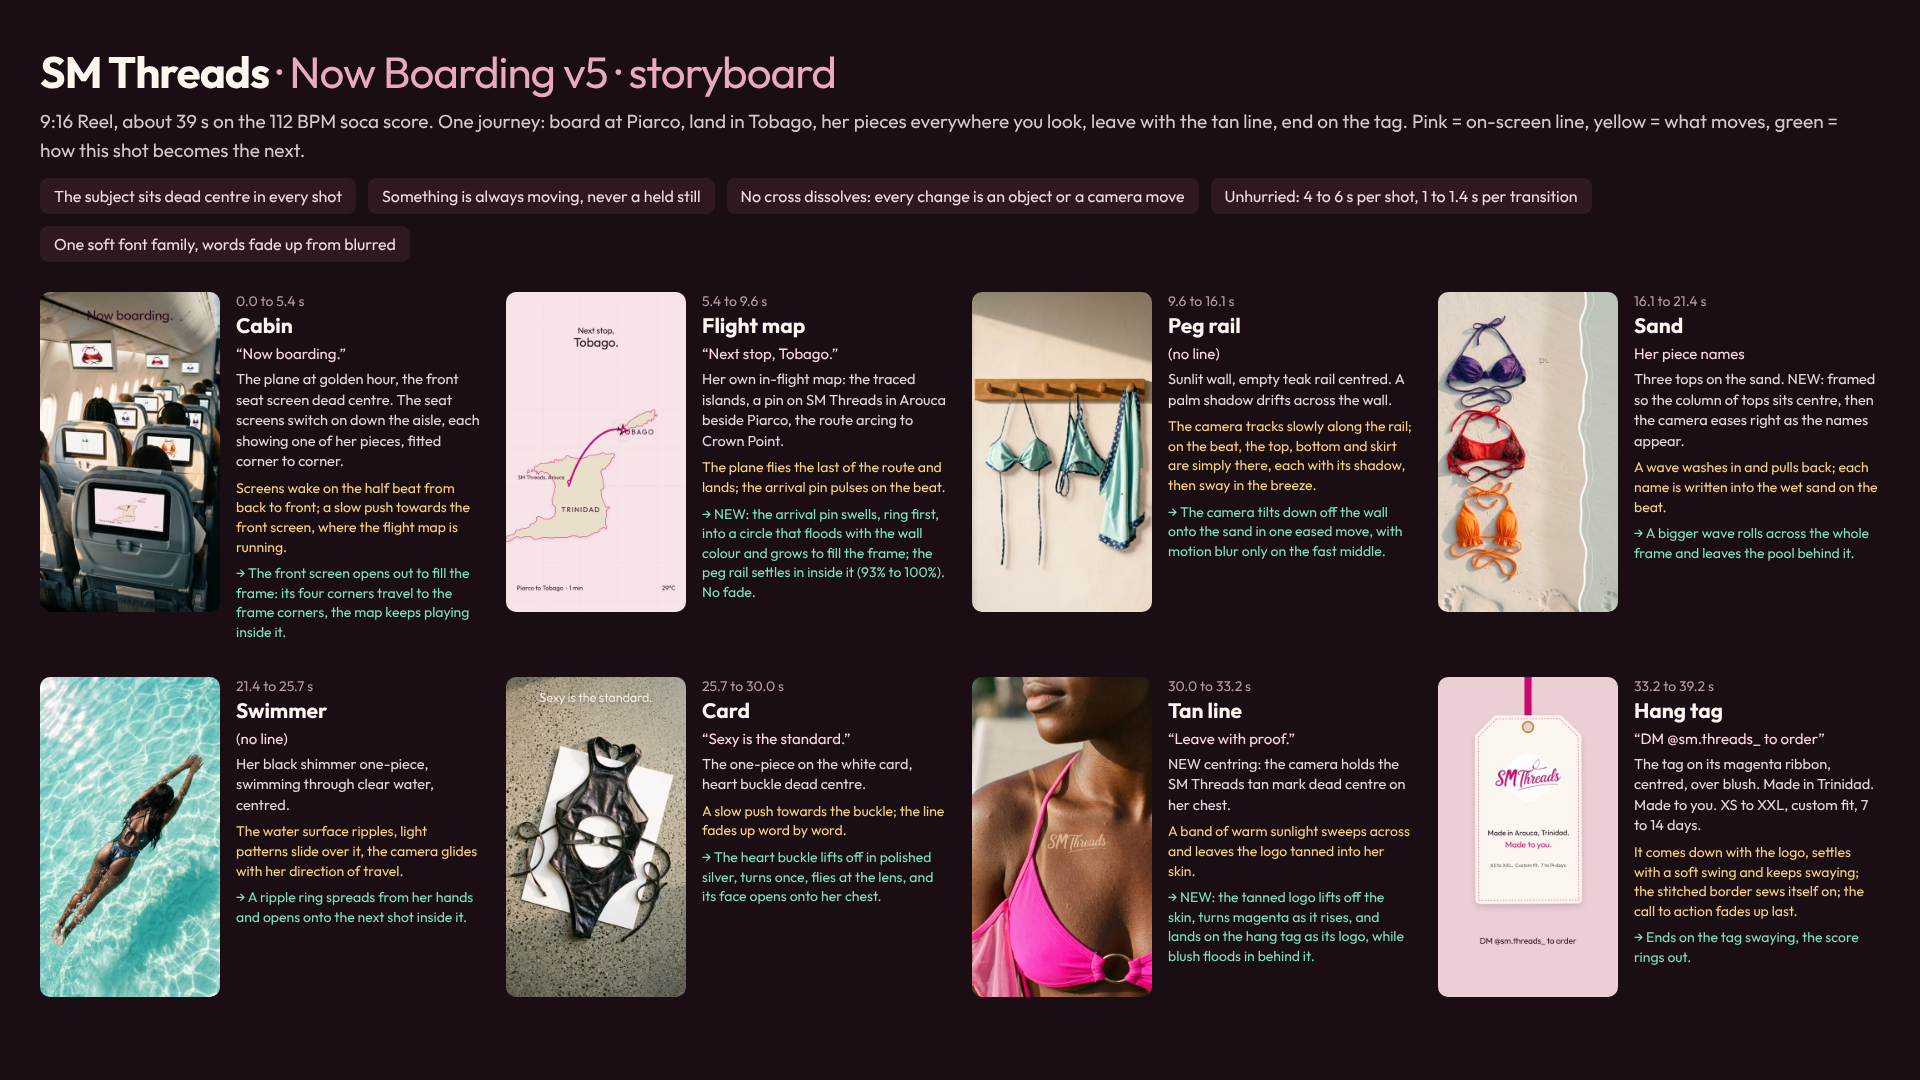 SM Threads · Now Boarding v5 · storyboard
9:16 Reel, about 39 s on the 112 BPM soca score. One journey: board at Piarco, land in Tobago, her pieces everywhere you look, leave with the tan line, end on the tag. Pink = on-screen line, yellow = what moves, green =
how this shot becomes the next.
The subject sits dead centre in every shot
Something is always moving, never a held still
No cross dissolves: every change is an object or a camera move
Unhurried: 4 to 6 s per shot, 1 to 1.4 s per transition
One soft font family, words fade up from blurred
Now boarding.
0.0 to 5.4 s
Cabin
“Now boarding.”
The plane at golden hour, the front
seat screen dead centre. The seat
screens switch on down the aisle, each
showing one of her pieces, fitted
corner to corner.
Screens wake on the half beat from
back to front; a slow push towards the
front screen, where the flight map is
running.
→ The front screen opens out to fill the
frame: its four corners travel to the
frame corners, the map keeps playing
inside it.
Next stop,
Tobago.
TOBAGO
SM Threads, Arouca
TRINIDAD
Piarco to Tobago · 1 min
29°C
5.4 to 9.6 s
Flight map
“Next stop, Tobago.”
Her own in-flight map: the traced
islands, a pin on SM Threads in Arouca
beside Piarco, the route arcing to
Crown Point.
The plane flies the last of the route and
lands; the arrival pin pulses on the beat.
→ NEW: the arrival pin swells, ring first,
into a circle that floods with the wall
colour and grows to fill the frame; the
peg rail settles in inside it (93% to 100%).
No fade.
9.6 to 16.1 s
Peg rail
(no line)
Sunlit wall, empty teak rail centred. A
palm shadow drifts across the wall.
The camera tracks slowly along the rail;
on the beat, the top, bottom and skirt
are simply there, each with its shadow,
then sway in the breeze.
→ The camera tilts down off the wall
onto the sand in one eased move, with
motion blur only on the fast middle.
16.1 to 21.4 s
Sand
Her piece names
Three tops on the sand. NEW: framed
so the column of tops sits centre, then
the camera eases right as the names
appear.
A wave washes in and pulls back; each
name is written into the wet sand on the
beat.
→ A bigger wave rolls across the whole
frame and leaves the pool behind it.
21.4 to 25.7 s
Swimmer
(no line)
Her black shimmer one-piece,
swimming through clear water,
centred.
The water surface ripples, light
patterns slide over it, the camera glides
with her direction of travel.
→ A ripple ring spreads from her hands
and opens onto the next shot inside it.
Sexy is the standard.
25.7 to 30.0 s
Card
“Sexy is the standard.”
The one-piece on the white card,
heart buckle dead centre.
A slow push towards the buckle; the line
fades up word by word.
→ The heart buckle lifts off in polished
silver, turns once, flies at the lens, and
its face opens onto her chest.
SM Threads
30.0 to 33.2 s
Tan line
“Leave with proof.”
NEW centring: the camera holds the
SM Threads tan mark dead centre on
her chest.
A band of warm sunlight sweeps across
and leaves the logo tanned into her
skin.
→ NEW: the tanned logo lifts off the
skin, turns magenta as it rises, and
lands on the hang tag as its logo, while
blush floods in behind it.
SM Threads
Made in Arouca, Trinidad.
Made to you.
XS to XXL. Custom fit. 7 to 14 days.
DM @sm.threads_ to order
33.2 to 39.2 s
Hang tag
“DM @sm.threads_ to order”
The tag on its magenta ribbon,
centred, over blush. Made in Trinidad.
Made to you. XS to XXL, custom fit, 7
to 14 days.
It comes down with the logo, settles
with a soft swing and keeps swaying;
the stitched border sews itself on; the
call to action fades up last.
→ Ends on the tag swaying, the score
rings out.